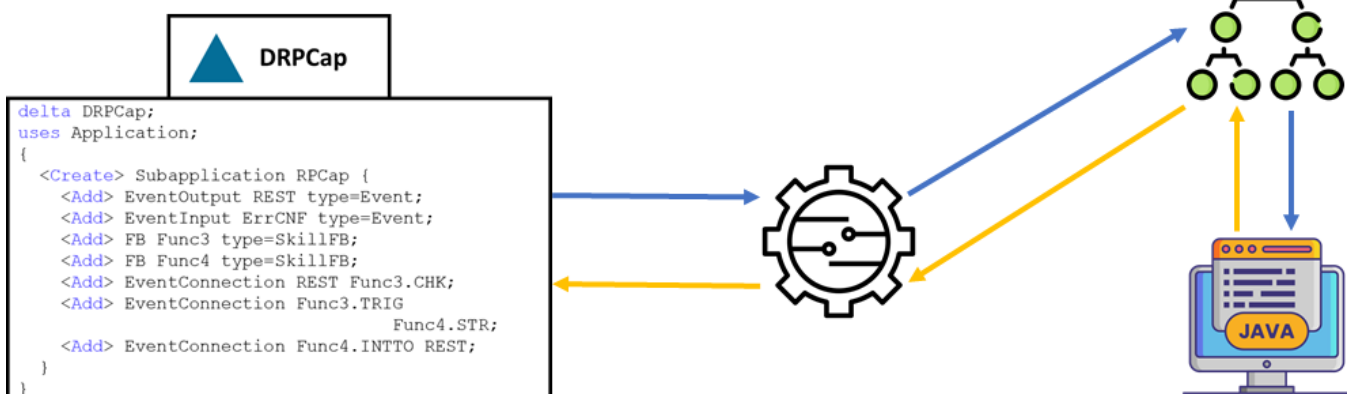 DRPCap
delta DRPCap;
uses Application;
{
<Create> Subapplication RPCap {
<Add> EventOutput REST type=Event;
<Add> EventInput ErrCNF type=Event;
<Add> FB Func3 type=SkillFB;
<Add> FB Func4 type=SkillFB;
<Add> EventConnection REST Func3.CHK;
<Add> EventConnection Func3.TRIG
Func4.STR;
<Add> EventConnection Func4.INTTO REST;
}
}
JAVA